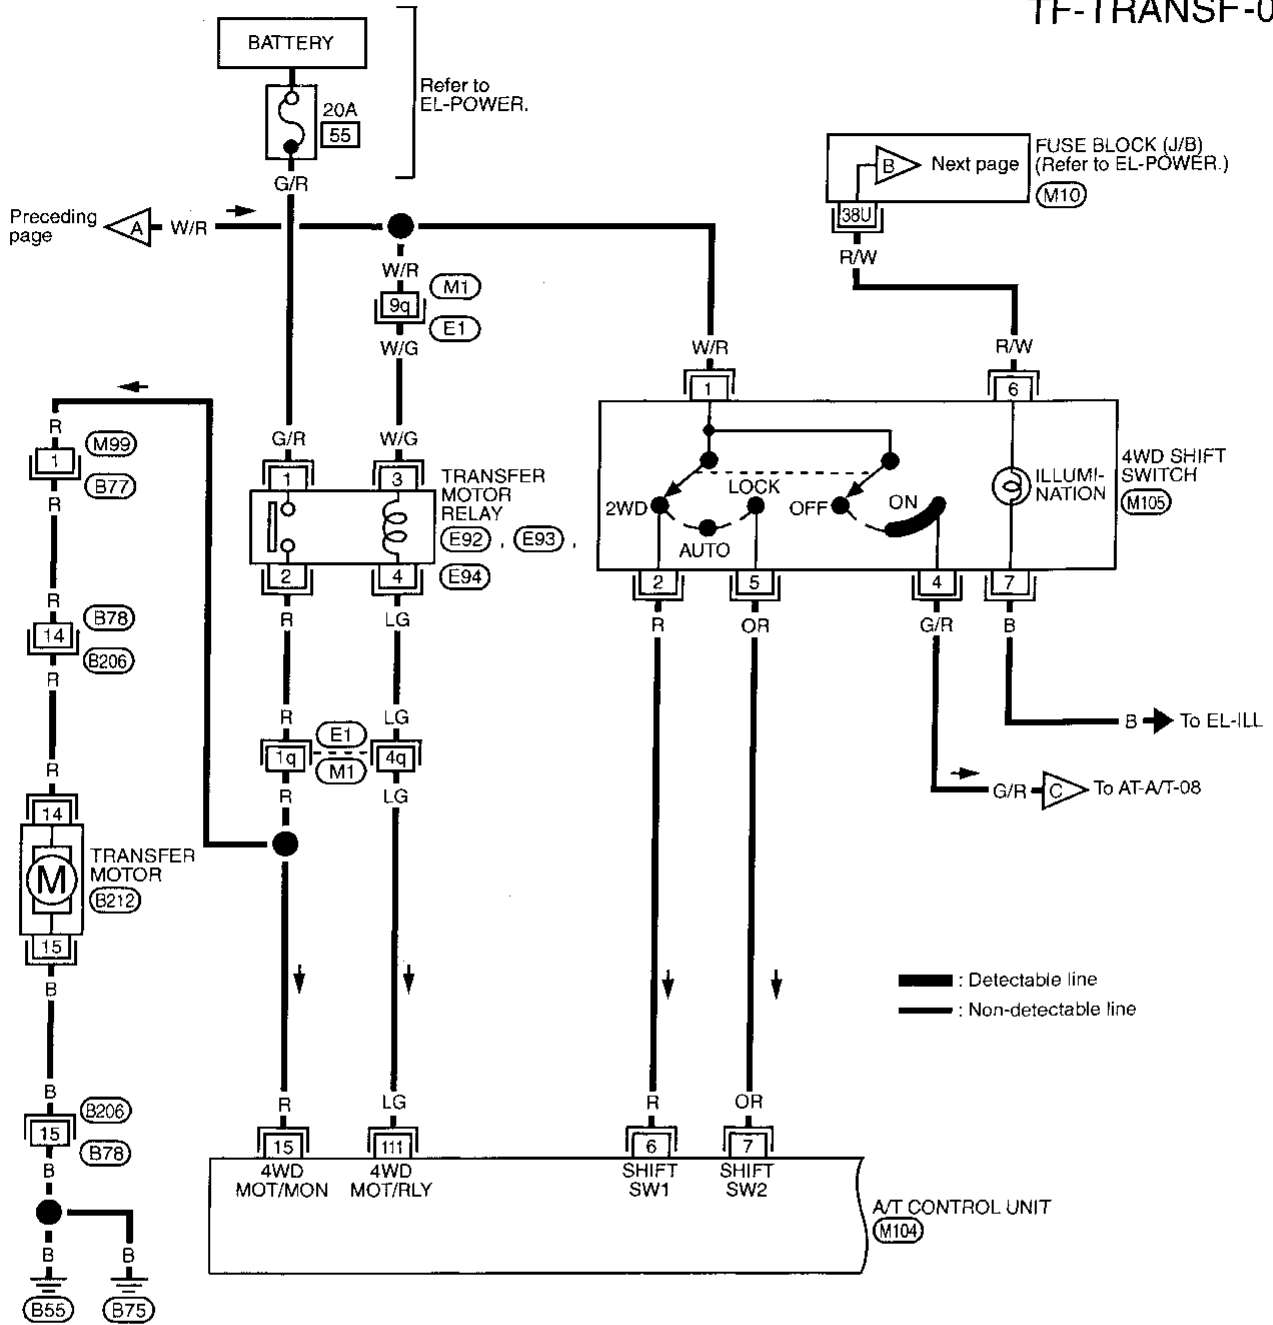 TF-TRANSF-0
BATTERY
Refer to
EL-POWER.
20A
55
G/R
FUSE BLOCK (J/B)
(Refer to EL-POWER.)
B
Next page
M10
38U
R/W
Preceding
page
A
W/R
W/R
9q
M1
E1
W/G
W/R
R/W
1
6
R
1
M99
B77
R
G/R
W/G
1
3
TRANSFER
MOTOR
RELAY
E92 , E93 ,
E94
2
4
4WD SHIFT
SWITCH
M105
2WD
LOCK
AUTO
OFF
ON
ILLUMI-
NATION
2
5
4
7
R
OR
G/R
B
R
14
B78
B206
R
R
LG
R
LG
1q
E1
M1
4q
R
LG
B
To EL-ILL
G/R
C
To AT-A/T-08
R
14
M
TRANSFER
MOTOR
B212
15
B
: Detectable line
: Non-detectable line
B
15
B206
B78
B
B
B
B55
B75
R
LG
R
OR
15
111
6
7
4WD
MOT/MON
4WD
MOT/RLY
SHIFT
SW1
SHIFT
SW2
A/T CONTROL UNIT
M104